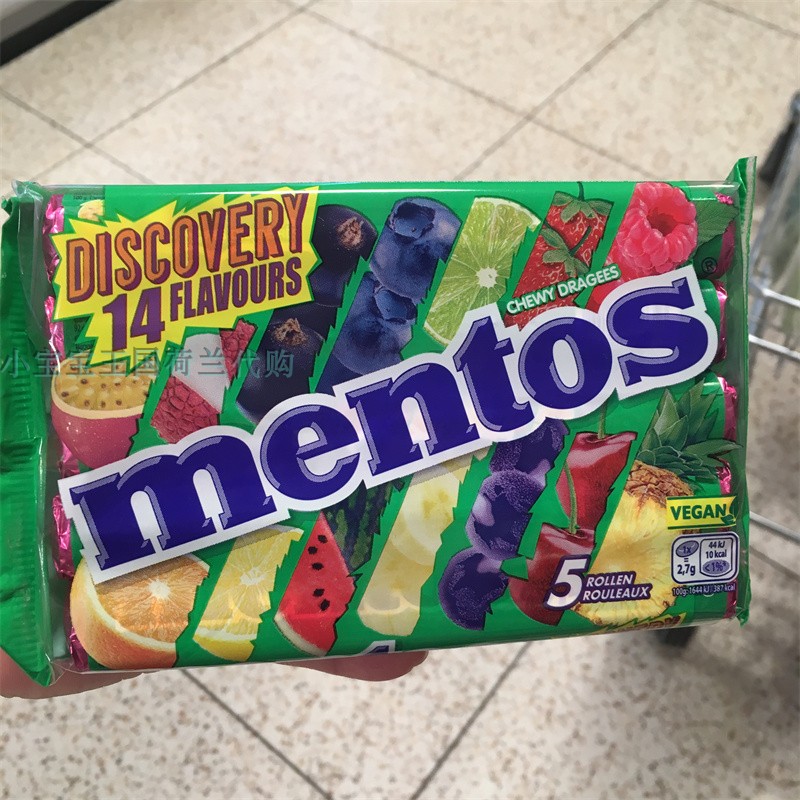 DISCOVERY
14 FLAVOURS
CHEWY DRAGEES
®
小宝宝王国荷兰代购
mentos
VEGAN
1x
=
2,7g
44 kJ
10 kcal
<1%*
5 ROLLEN
ROULEAUX
100g=1644 kJ/387 kcal